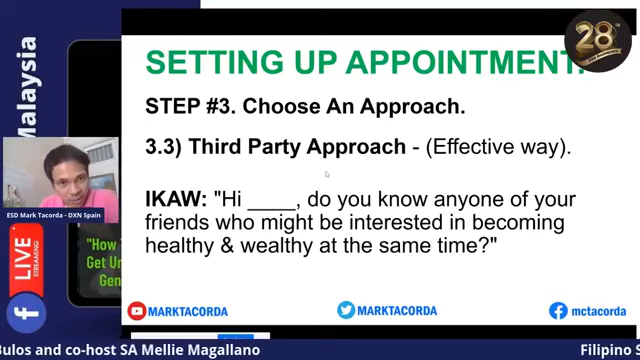 Malaysia
28
SETTING UP APPOINTMENT.
STEP #3. Choose An Approach.
3.3) Third Party Approach - (Effective way).
ESD Mark Tacorda - DXN Spain
IKAW: "Hi ____, do you know anyone of your
friends who might be interested in becoming
healthy & wealthy at the same time?"
LIVE
STREAMING
"How
Get
Gen
MARKTACORDA
MARKTACORDA
mctacorda
Bulos and co-host SA Mellie Magallano
Filipino S